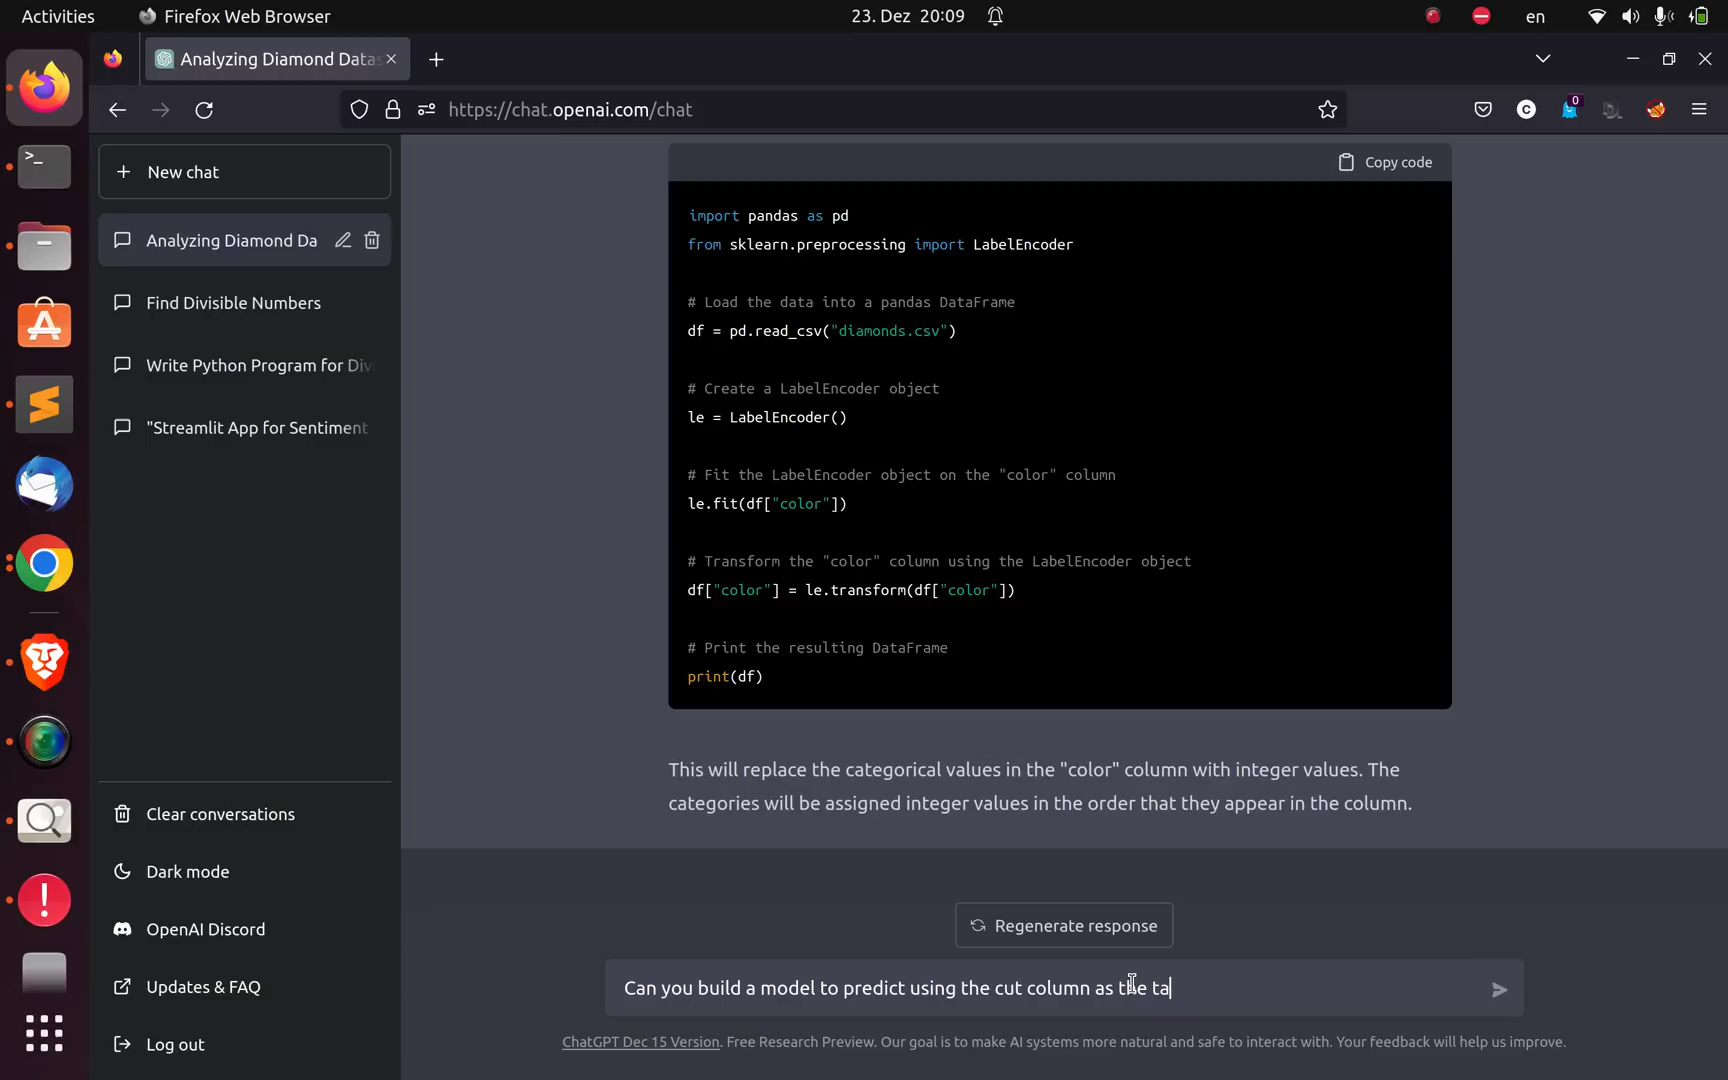 Activities
Firefox Web Browser
23. Dez 20:09
en
Analyzing Diamond Datas
https://chat.openai.com/chat
0
New chat
Analyzing Diamond Da
Find Divisible Numbers
Write Python Program for Div
"Streamlit App for Sentiment
Clear conversations
Dark mode
OpenAI Discord
Updates & FAQ
Log out
Copy code
import pandas as pd
from sklearn.preprocessing import LabelEncoder
# Load the data into a pandas DataFrame
df = pd.read_csv("diamonds.csv")
# Create a LabelEncoder object
le = LabelEncoder()
# Fit the LabelEncoder object on the "color" column
le.fit(df["color"])
# Transform the "color" column using the LabelEncoder object
df["color"] = le.transform(df["color"])
# Print the resulting DataFrame
print(df)
This will replace the categorical values in the "color" column with integer values. The
categories will be assigned integer values in the order that they appear in the column.
Regenerate response
Can you build a model to predict using the cut column as the ta
ChatGPT Dec 15 Version. Free Research Preview. Our goal is to make AI systems more natural and safe to interact with. Your feedback will help us improve.